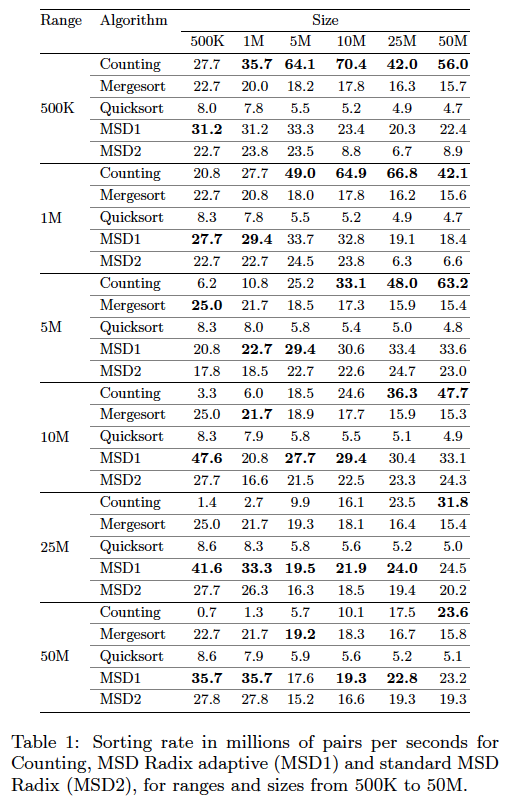 Range Algorithm Size
500K 1M 5M 10M 25M 50M
Counting 27.7 35.7 64.1 70.4 42.0 56.0
Mergesort 22.7 20.0 18.2 17.8 16.3 15.7
500K Quicksort 8.0 7.8 5.5 5.2 4.9 4.7
MSD1 31.2 31.2 33.3 23.4 20.3 22.4
MSD2 22.7 23.8 23.5 8.8 6.7 8.9
Counting 20.8 27.7 49.0 64.9 66.8 42.1
Mergesort 22.7 20.8 18.0 17.8 16.2 15.6
1M Quicksort 8.3 7.8 5.5 5.2 4.9 4.7
MSD1 27.7 29.4 33.7 32.8 19.1 18.4
MSD2 22.7 22.7 24.5 23.8 6.3 6.6
Counting 6.2 10.8 25.2 33.1 48.0 63.2
Mergesort 25.0 21.7 18.5 17.3 15.9 15.4
5M Quicksort 8.3 8.0 5.8 5.4 5.0 4.8
MSD1 20.8 22.7 29.4 30.6 33.4 33.6
MSD2 17.8 18.5 22.7 22.6 24.7 23.0
Counting 3.3 6.0 18.5 24.6 36.3 47.7
Mergesort 25.0 21.7 18.9 17.7 15.9 15.3
10M Quicksort 8.3 7.9 5.8 5.5 5.1 4.9
MSD1 47.6 20.8 27.7 29.4 30.4 33.1
MSD2 27.7 16.6 21.5 22.5 23.3 24.3
Counting 1.4 2.7 9.9 16.1 23.5 31.8
Mergesort 25.0 21.7 19.3 18.1 16.4 15.4
25M Quicksort 8.6 8.3 5.8 5.6 5.2 5.0
MSD1 41.6 33.3 19.5 21.9 24.0 24.5
MSD2 27.7 26.3 16.3 18.5 19.4 20.2
Counting 0.7 1.3 5.7 10.1 17.5 23.6
Mergesort 22.7 21.7 19.2 18.3 16.7 15.8
50M Quicksort 8.6 7.9 5.9 5.6 5.2 5.1
MSD1 35.7 35.7 17.6 19.3 22.8 23.2
MSD2 27.8 27.8 15.2 16.6 19.3 19.3
Table 1: Sorting rate in millions of pairs per seconds for
Counting, MSD Radix adaptive (MSD1) and standard MSD
Radix (MSD2), for ranges and sizes from 500K to 50M.